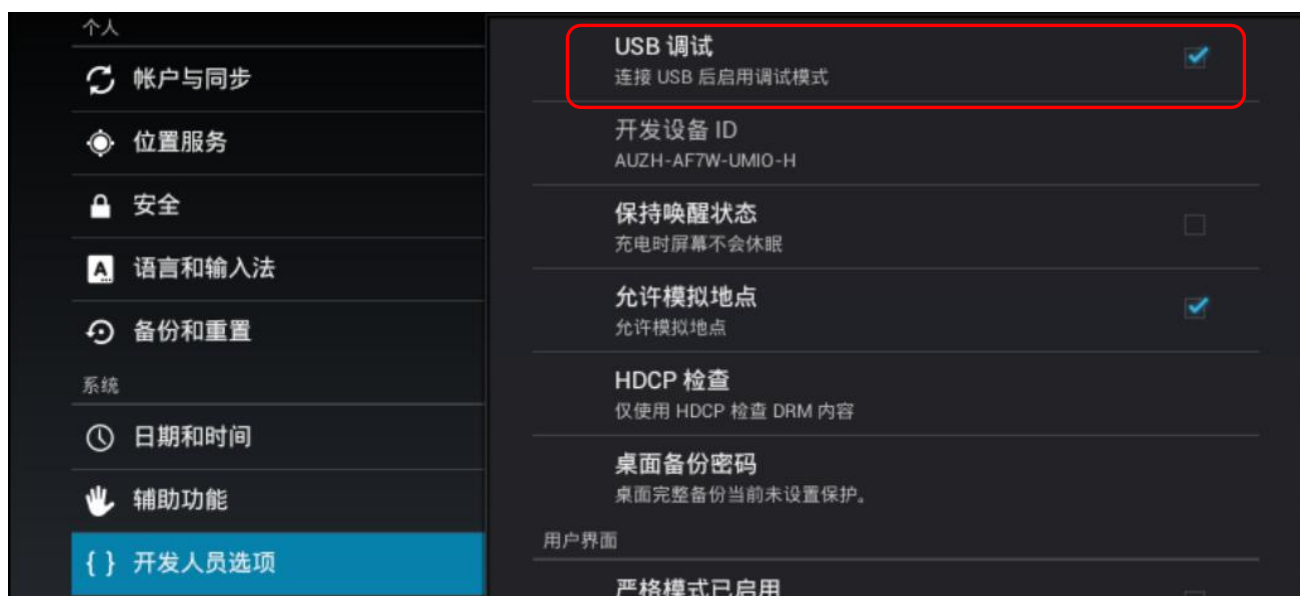 个人
帐户与同步
位置服务
安全
语言和输入法
备份和重置
系统
日期和时间
辅助功能
{ } 开发人员选项
USB 调试
连接 USB 后启用调试模式
开发设备 ID
AUZH-AF7W-UMIO-H
保持唤醒状态
充电时屏幕不会休眠
允许模拟地点
允许模拟地点
HDCP 检查
仅使用 HDCP 检查 DRM 内容
桌面备份密码
桌面完整备份当前未设置保护。
用户界面
严格模式已启用